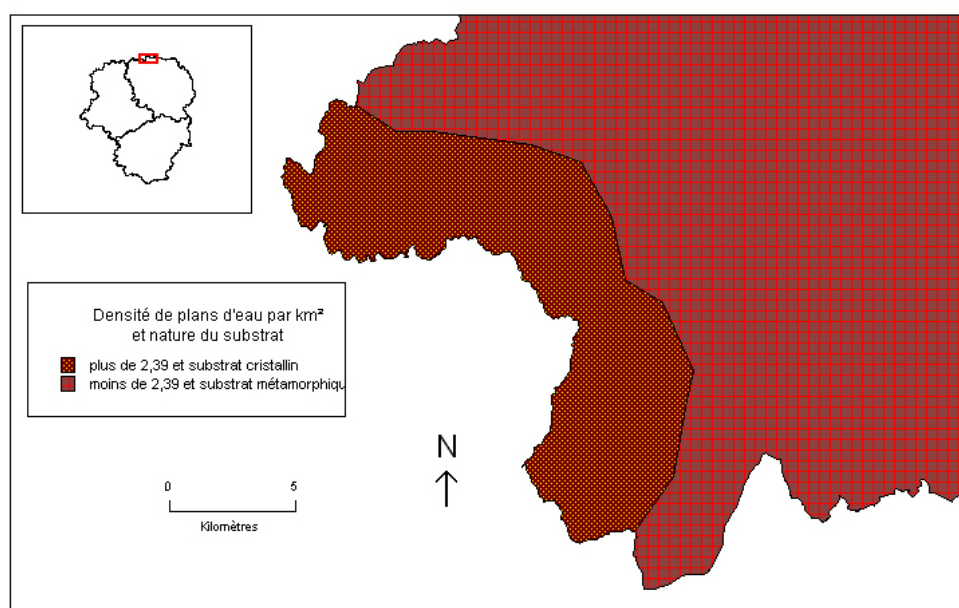 Densité de plans d'eau par km²
et nature du substrat
plus de 2,39 et substrat cristallin
moins de 2,39 et substrat métamorphiqu
N
0 5
Kilomètres